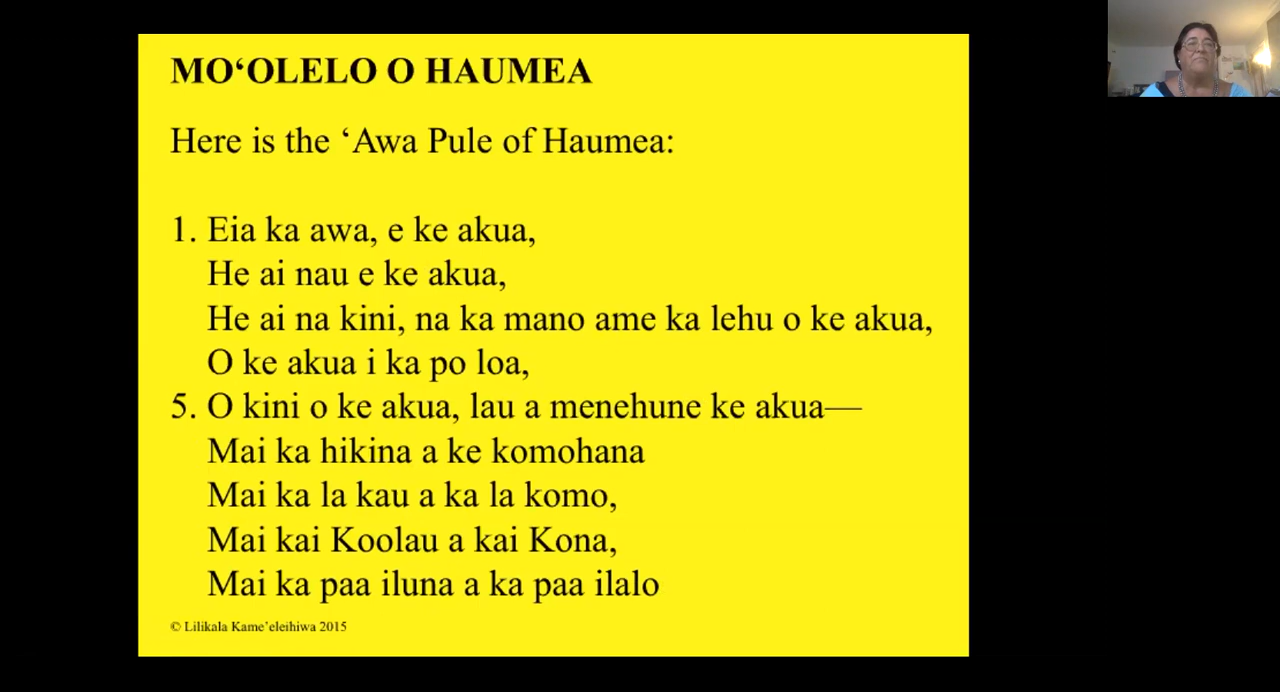 MO‘OLELO O HAUMEA
Here is the ‘Awa Pule of Haumea:
1. Eia ka awa, e ke akua,
He ai nau e ke akua,
He ai na kini, na ka mano ame ka lehu o ke akua,
O ke akua i ka po loa,
5. O kini o ke akua, lau a menehune ke akua—
Mai ka hikina a ke komohana
Mai ka la kau a ka la komo,
Mai kai Koolau a kai Kona,
Mai ka paa iluna a ka paa ilalo
© Lilikala Kame’eleihiwa 2015